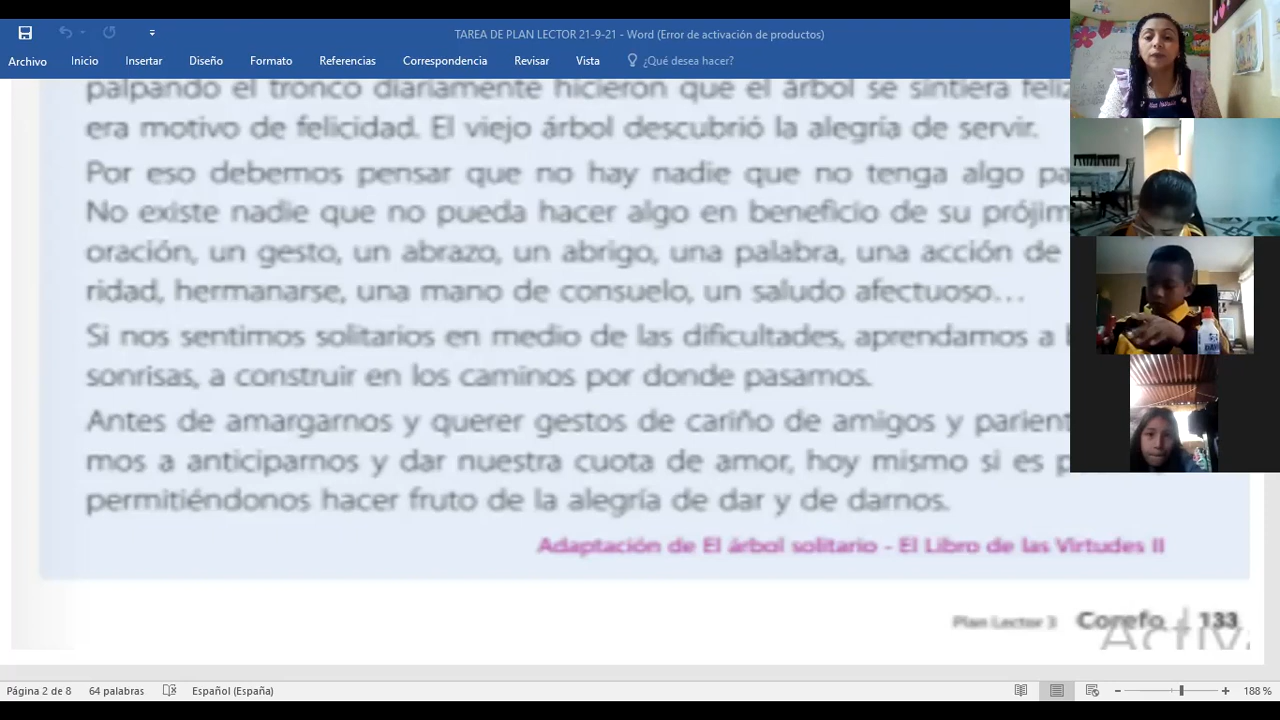 TAREA DE PLAN LECTOR 21-9-21 - Word (Error de activación de productos)
Archivo Inicio Insertar Diseño Formato Referencias Correspondencia Revisar Vista ¿Qué desea hacer?
palpando el tronco diariamente hicieron que el árbol se sintiera feliz
era motivo de felicidad. El viejo árbol descubrió la alegría de servir.
Por eso debemos pensar que no hay nadie que no tenga algo pa
No existe nadie que no pueda hacer algo en beneficio de su prójim
oración, un gesto, un abrazo, un abrigo, una palabra, una acción de
ridad, hermanarse, una mano de consuelo, un saludo afectuoso...
Si nos sentimos solitarios en medio de las dificultades, aprendamos a
sonrisas, a construir en los caminos por donde pasamos.
Antes de amargarnos y querer gestos de cariño de amigos y parient
mos a anticiparnos y dar nuestra cuota de amor, hoy mismo si es p
permitiéndonos hacer fruto de la alegría de dar y de darnos.
Adaptación de El árbol solitario - El Libro de las Virtudes II
Plan Lector 3 Corefo 133
Activa
Página 2 de 8 64 palabras Español (España) 188 %